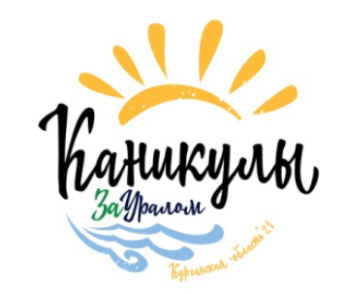 Каникулы
ЗаУралом
Курганская область'21